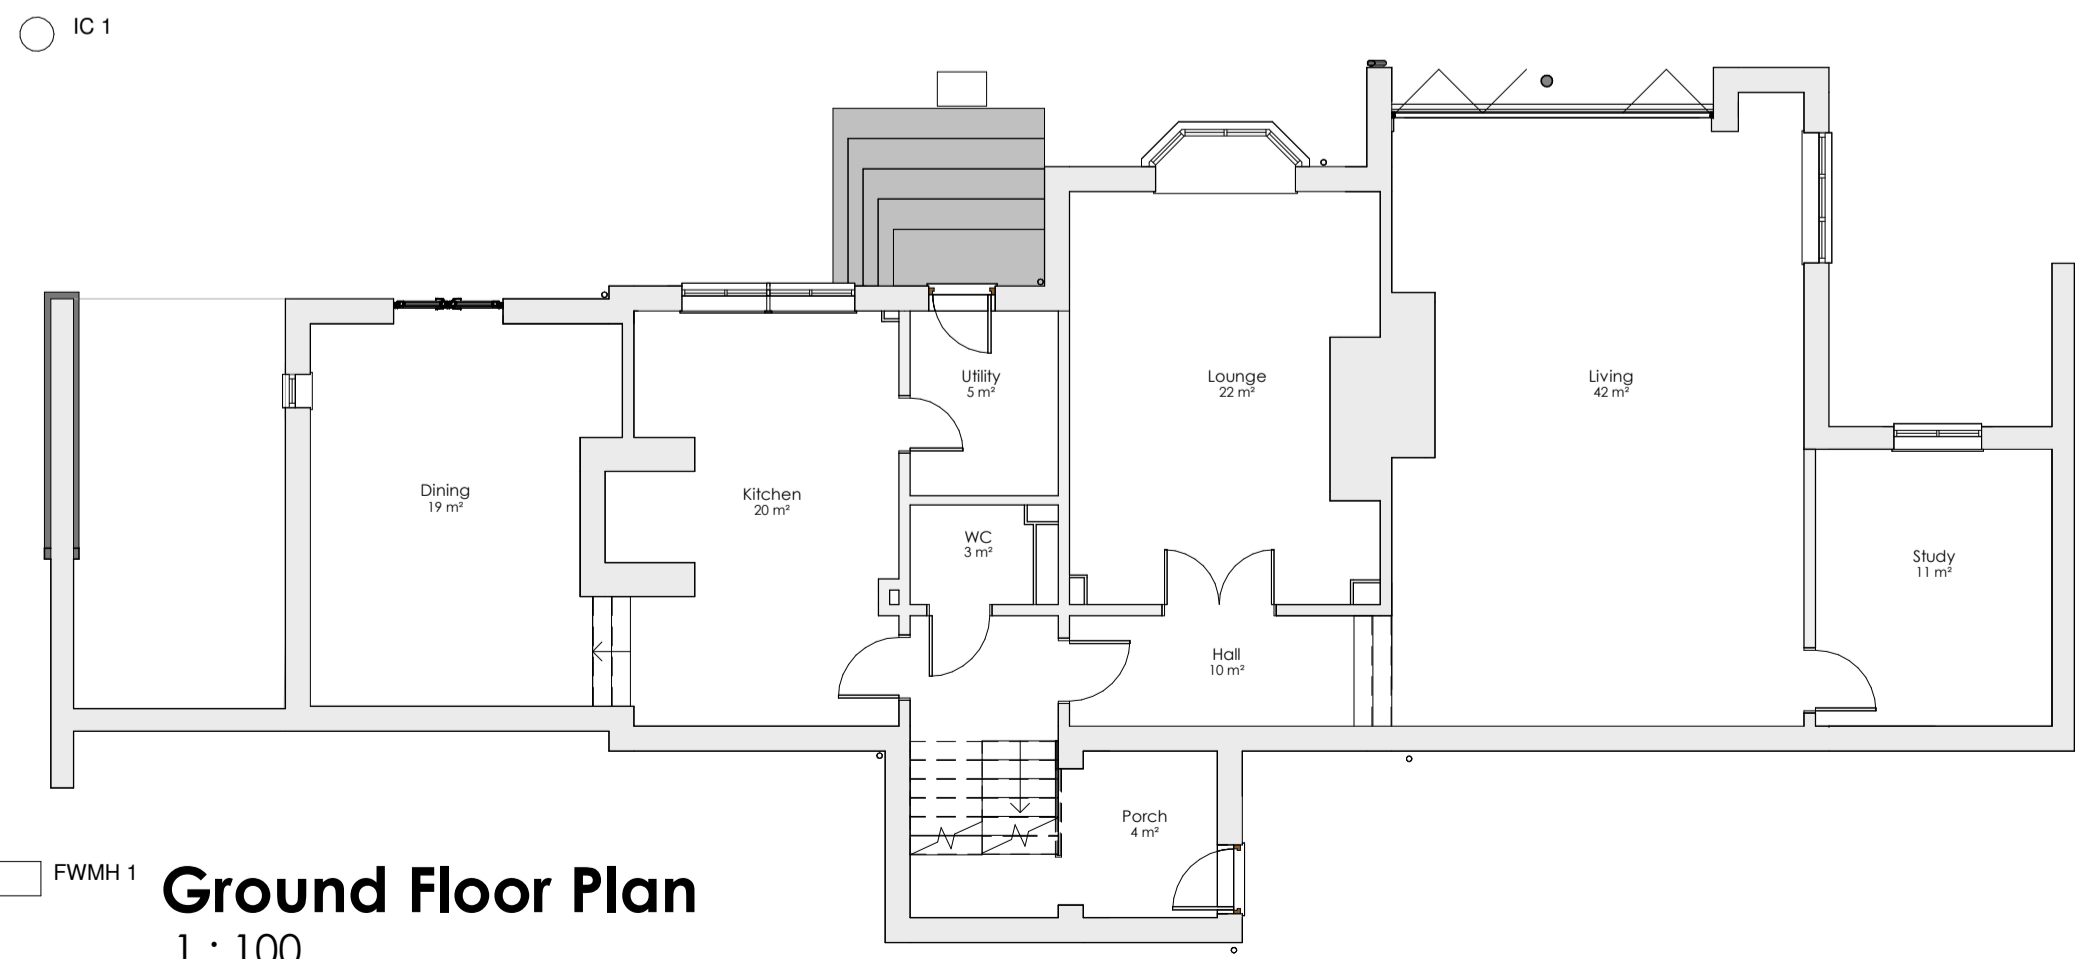 IC 1
Utility
5 m²
Lounge
22 m²
Living
42 m²
Dining
19 m²
Kitchen
20 m²
WC
3 m²
Study
11 m²
Hall
10 m²
Porch
4 m²
FWMH 1
Ground Floor Plan
1 : 100